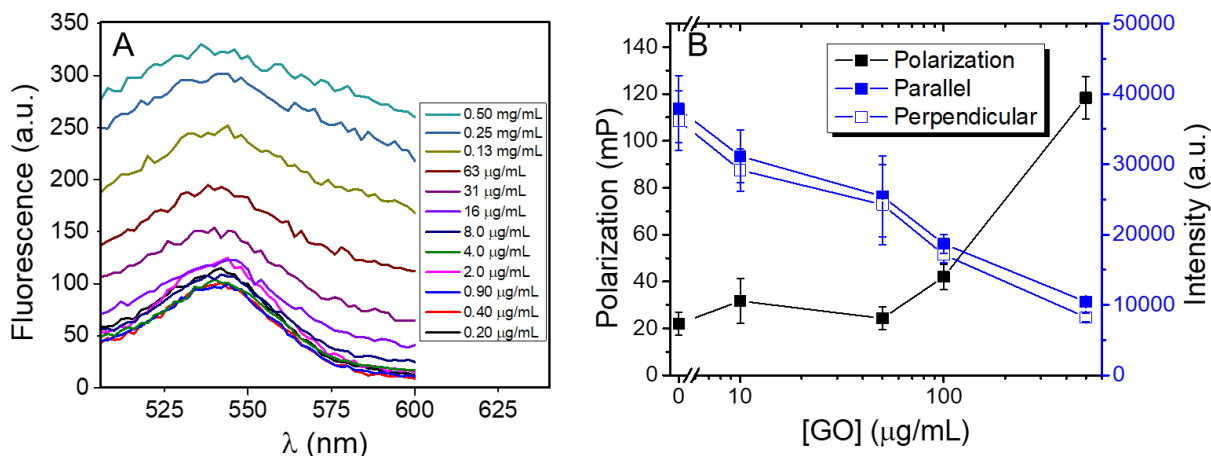 A
350
300
250
200
150
100
50
0
Fluorescence (a.u.)
525 550 575 600 625
λ (nm)
0.50 mg/mL
0.25 mg/mL
0.13 mg/mL
63 μg/mL
31 μg/mL
16 μg/mL
8.0 μg/mL
4.0 μg/mL
2.0 μg/mL
0.90 μg/mL
0.40 μg/mL
0.20 μg/mL
B
140
120
100
80
60
40
20
0
Polarization (mP)
Polarization
Parallel
Perpendicular
50000
40000
30000
20000
10000
0
Intensity (a.u.)
0 10 100
[GO] (μg/mL)